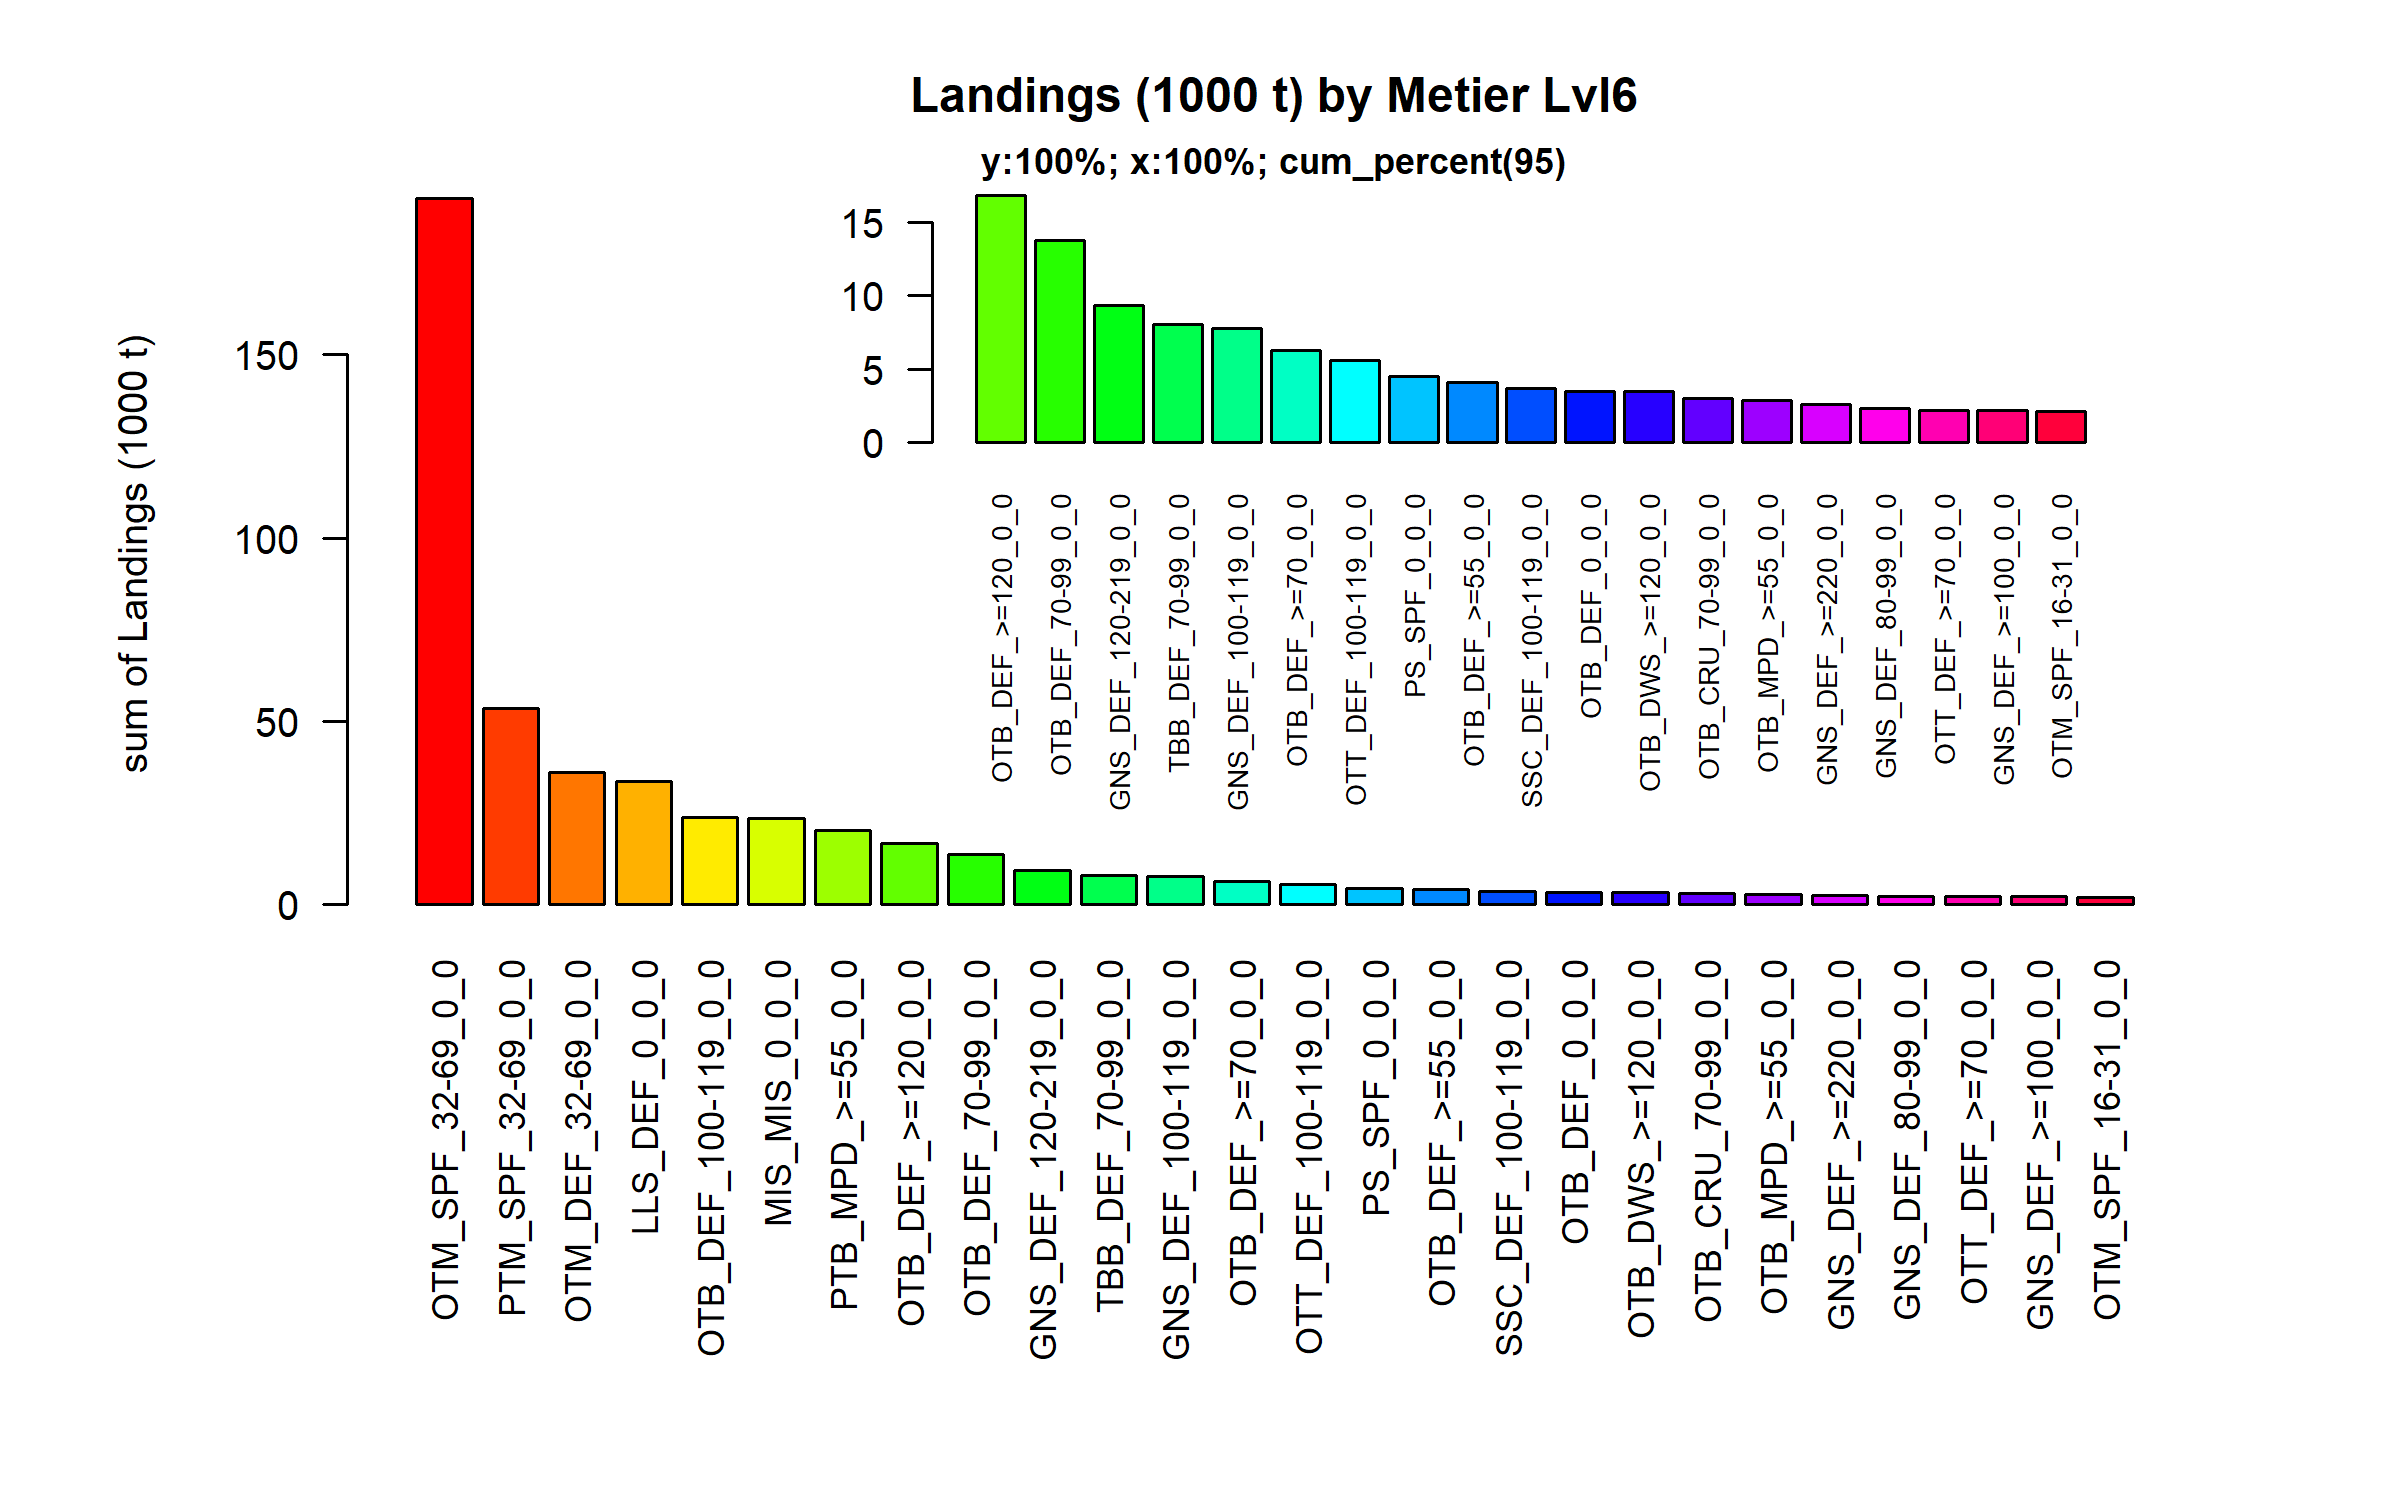 Landings (1000 t) by Metier Lvl6
y:100%; x:100%; cum_percent(95)
15
10
5
0
OTB_DEF_>=120_0_0
OTB_DEF_70-99_0_0
GNS_DEF_120-219_0_0
TBB_DEF_70-99_0_0
GNS_DEF_100-119_0_0
OTB_DEF_>=70_0_0
OTT_DEF_100-119_0_0
PS_SPF_0_0_0
OTB_DEF_>=55_0_0
SSC_DEF_100-119_0_0
OTB_DEF_0_0_0
OTB_DWS_>=120_0_0
OTB_CRU_70-99_0_0
OTB_MPD_>=55_0_0
GNS_DEF_>=220_0_0
GNS_DEF_80-99_0_0
OTT_DEF_>=70_0_0
GNS_DEF_>=100_0_0
OTM_SPF_16-31_0_0
sum of Landings (1000 t)
150
100
50
0
OTM_SPF_32-69_0_0
PTM_SPF_32-69_0_0
OTM_DEF_32-69_0_0
LLS_DEF_0_0_0
OTB_DEF_100-119_0_0
MIS_MIS_0_0_0
PTB_MPD_>=55_0_0
OTB_DEF_>=120_0_0
OTB_DEF_70-99_0_0
GNS_DEF_120-219_0_0
TBB_DEF_70-99_0_0
GNS_DEF_100-119_0_0
OTB_DEF_>=70_0_0
OTT_DEF_100-119_0_0
PS_SPF_0_0_0
OTB_DEF_>=55_0_0
SSC_DEF_100-119_0_0
OTB_DEF_0_0_0
OTB_DWS_>=120_0_0
OTB_CRU_70-99_0_0
OTB_MPD_>=55_0_0
GNS_DEF_>=220_0_0
GNS_DEF_80-99_0_0
OTT_DEF_>=70_0_0
GNS_DEF_>=100_0_0
OTM_SPF_16-31_0_0